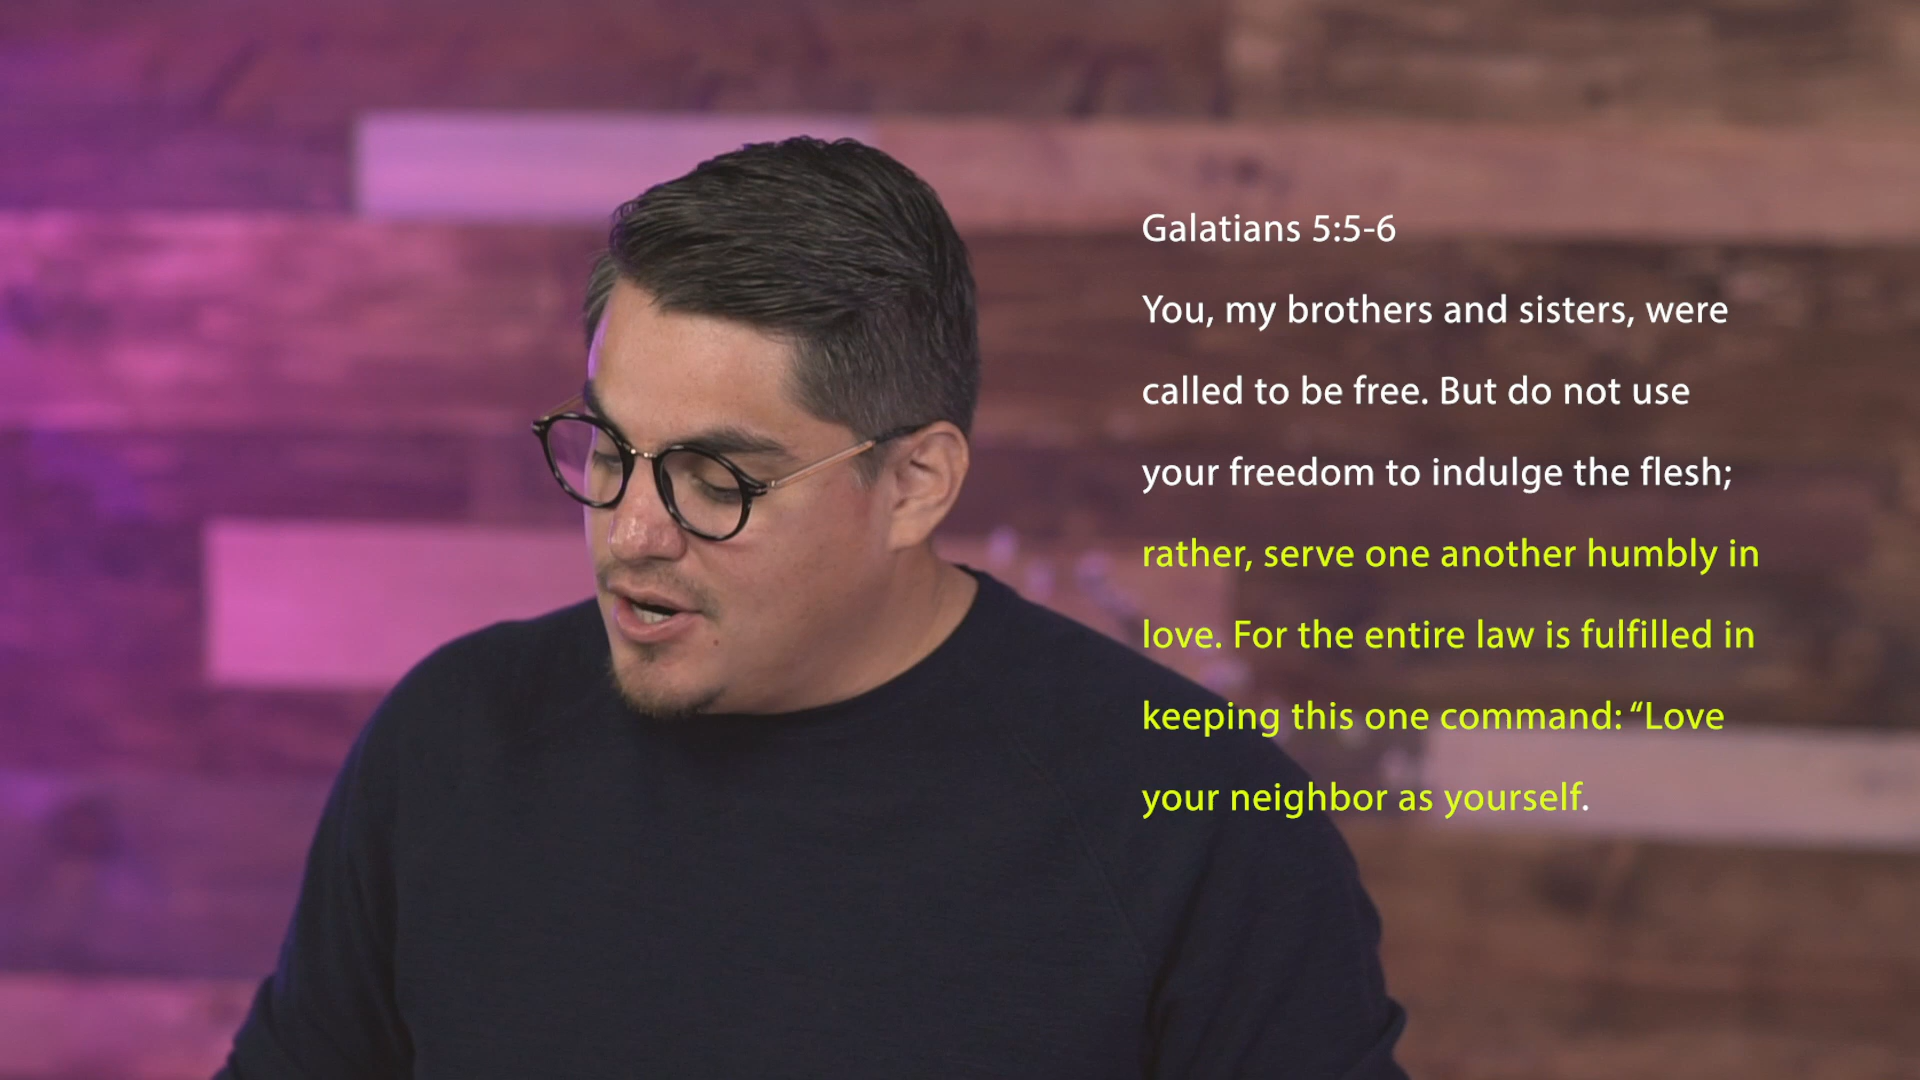 Galatians 5:5-6
You, my brothers and sisters, were
called to be free. But do not use
your freedom to indulge the flesh;
rather, serve one another humbly in
love. For the entire law is fulfilled in
keeping this one command: “Love
your neighbor as yourself.